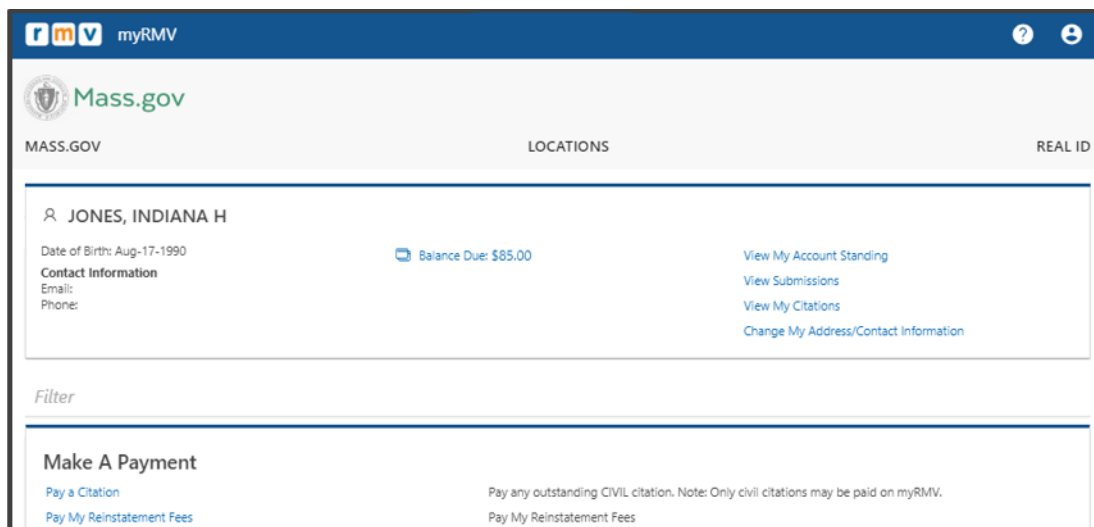 rmv myRMV
Mass.gov
MASS.GOV LOCATIONS REAL ID
JONES, INDIANA H
Date of Birth: Aug-17-1990
Contact Information
Email:
Phone:
Balance Due: $85.00
View My Account Standing
View Submissions
View My Citations
Change My Address/Contact Information
Filter
Make A Payment
Pay a Citation Pay any outstanding CIVIL citation. Note: Only civil citations may be paid on myRMV.
Pay My Reinstatement Fees Pay My Reinstatement Fees